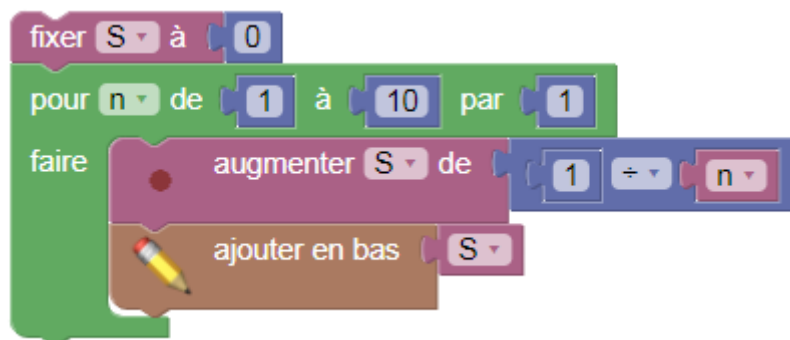 fixer S à 0
pour n de 1 à 10 par 1
faire augmenter S de 1 ÷ n
ajouter en bas S